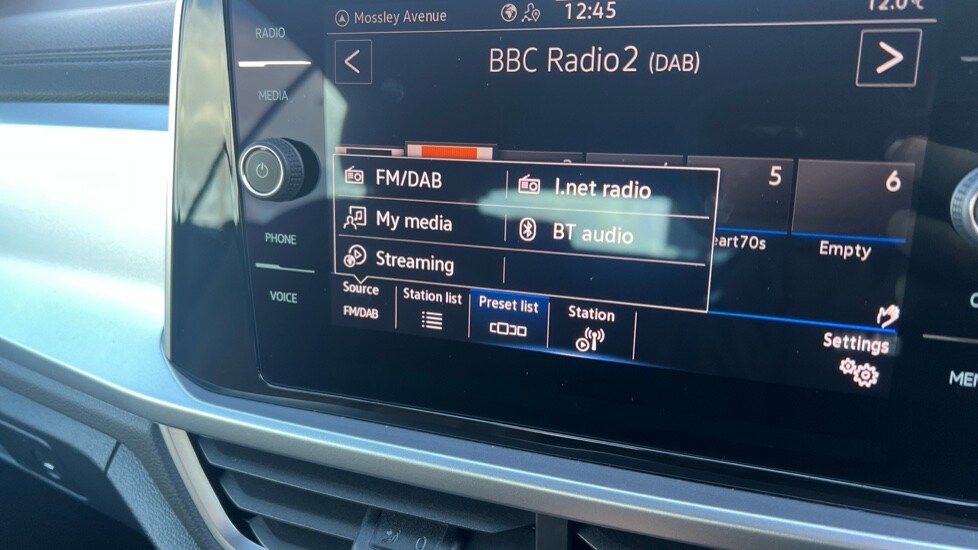 RADIO
MEDIA
PHONE
VOICE
Mossley Avenue
12:45
12.0°C
<
BBC Radio2 (DAB)
>
5
6
FM/DAB
I.net radio
My media
BT audio
Streaming
eart70s
Empty
Source
FM/DAB
Station list
Preset list
Station
Settings
MEN